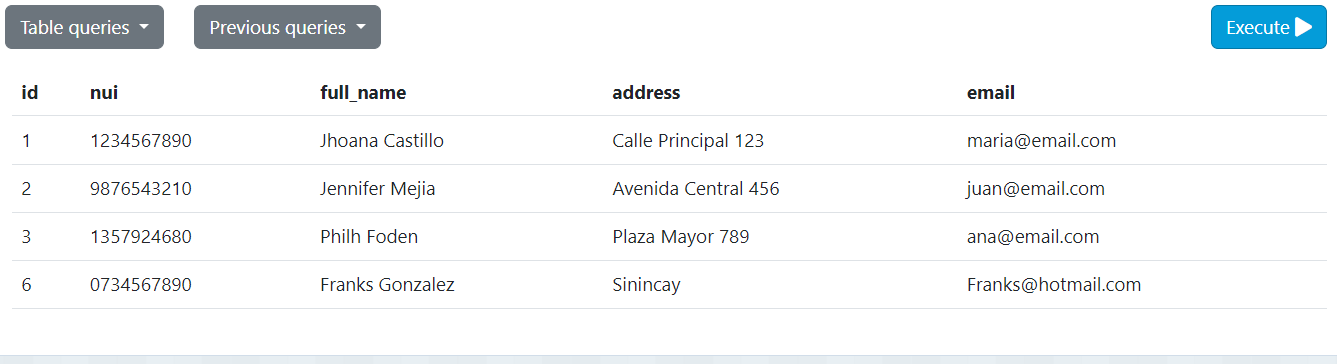 Table queries Previous queries Execute
id nui full_name address email
1 1234567890 Jhoana Castillo Calle Principal 123 maria@email.com
2 9876543210 Jennifer Mejia Avenida Central 456 juan@email.com
3 1357924680 Philh Foden Plaza Mayor 789 ana@email.com
6 0734567890 Franks Gonzalez Sinincay Franks@hotmail.com